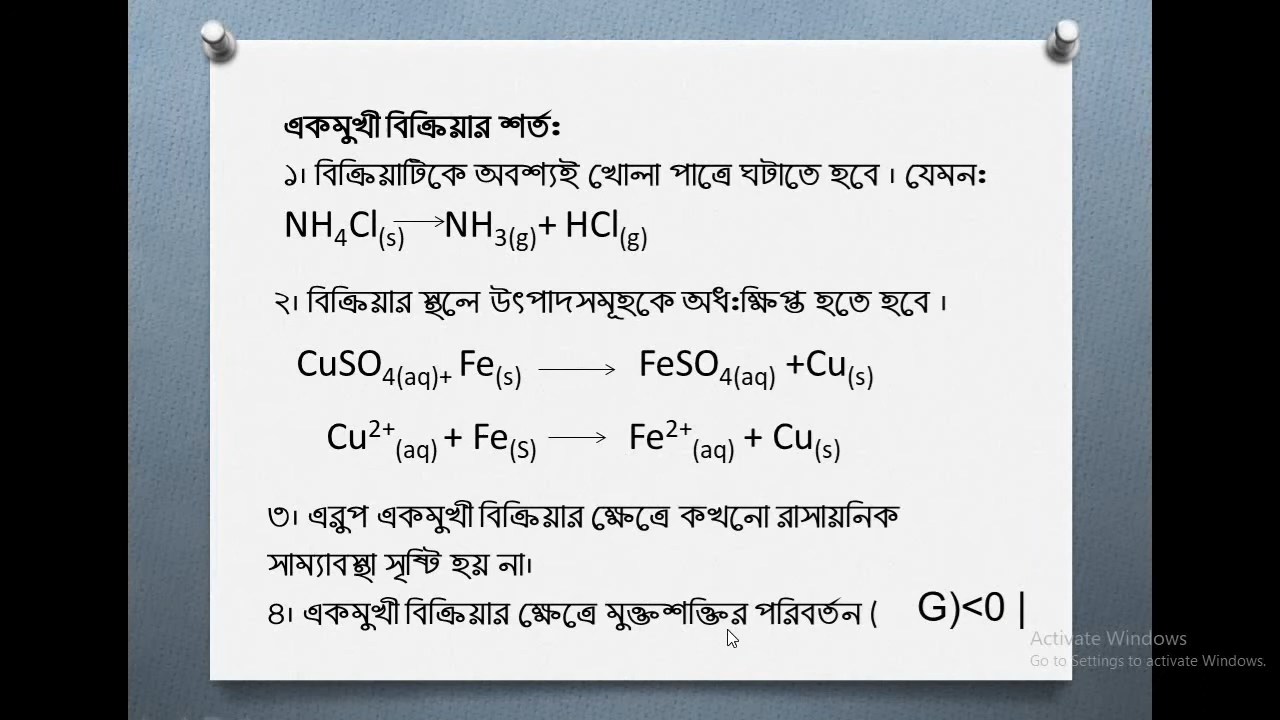 একমুখী বিক্রিয়ার শর্ত:
১। বিক্রিয়াটিকে অবশ্যই খোলা পাত্রে ঘটাতে হবে । যেমন:
NH₄Cl₍s₎ ⟶ NH₃₍g₎+ HCl₍g₎
২। বিক্রিয়ার স্থলে উৎপাদসমূহকে অধ:ক্ষিপ্ত হতে হবে ।
CuSO₄(aq)+ Fe(s) ⟶ FeSO₄(aq) +Cu(s)
Cu²⁺(aq) + Fe(S) ⟶ Fe²⁺(aq) + Cu(s)
৩। এরুপ একমুখী বিক্রিয়ার ক্ষেত্রে কখনো রাসায়নিক
সাম্যাবস্থা সৃষ্টি হয় না।
৪। একমুখী বিক্রিয়ার ক্ষেত্রে মুক্তশক্তির পরিবর্তন ( G)<0 |
Activate Windows
Go to Settings to activate Windows.